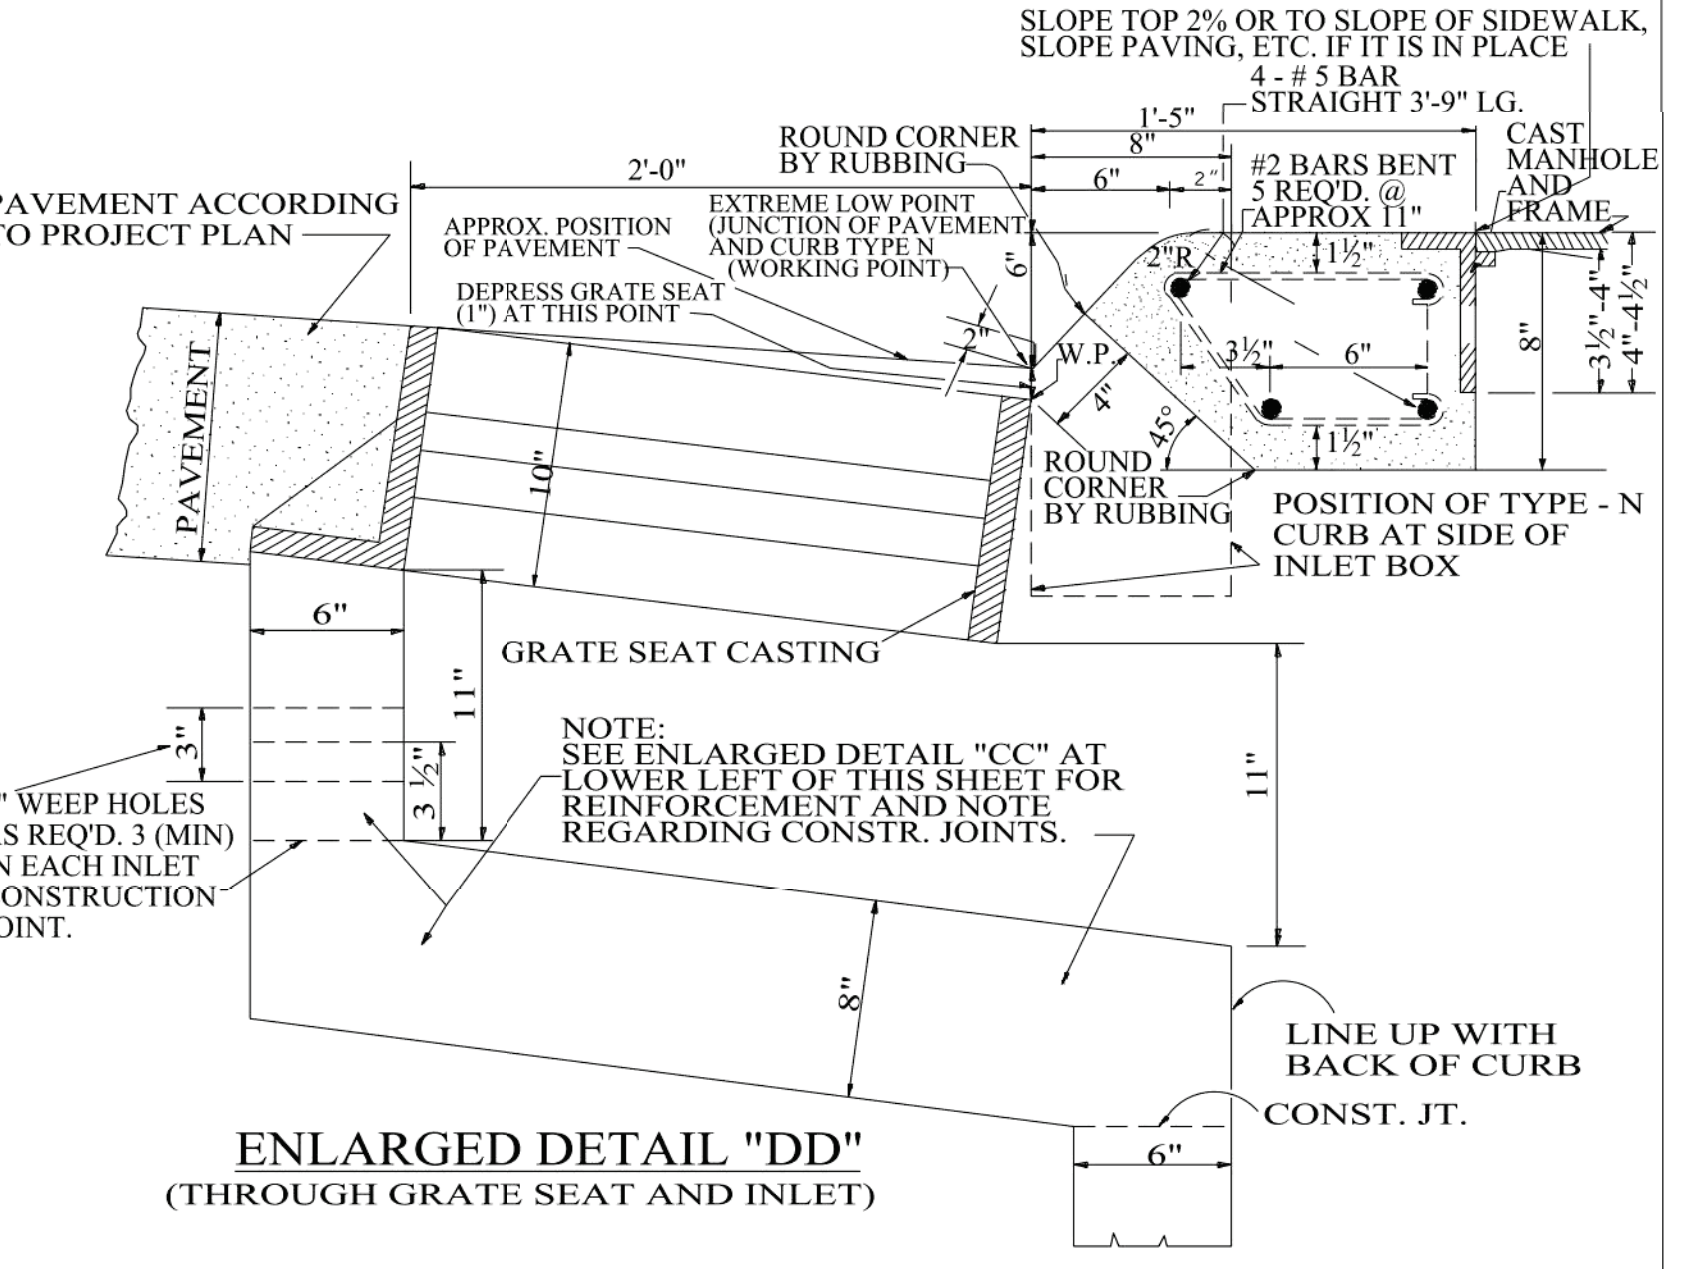 SLOPE TOP 2% OR TO SLOPE OF SIDEWALK,
SLOPE PAVING, ETC. IF IT IS IN PLACE
4 - # 5 BAR
STRAIGHT 3'-9" LG.
1'-5"
8"
6"
2"
ROUND CORNER
BY RUBBING
#2 BARS BENT
5 REQ'D. @
APPROX 11"
CAST
MANHOLE
AND
FRAME
2'-0"
PAVEMENT ACCORDING
TO PROJECT PLAN
APPROX. POSITION
OF PAVEMENT
EXTREME LOW POINT
(JUNCTION OF PAVEMENT
AND CURB TYPE N
(WORKING POINT)
DEPRESS GRATE SEAT
(1") AT THIS POINT
6"
2"R
1½"
2"
W.P.
4"
3½"
6"
8"
3½"-4"
4"-4½"
45°
1½"
PAVEMENT
10"
ROUND
CORNER
BY RUBBING
POSITION OF TYPE - N
CURB AT SIDE OF
INLET BOX
6"
GRATE SEAT CASTING
11"
3"
3 ½"
11"
NOTE:
SEE ENLARGED DETAIL "CC" AT
LOWER LEFT OF THIS SHEET FOR
REINFORCEMENT AND NOTE
REGARDING CONSTR. JOINTS.
" WEEP HOLES
AS REQ'D. 3 (MIN)
N EACH INLET
ONSTRUCTION
OINT.
8"
LINE UP WITH
BACK OF CURB
CONST. JT.
6"
ENLARGED DETAIL "DD"
(THROUGH GRATE SEAT AND INLET)